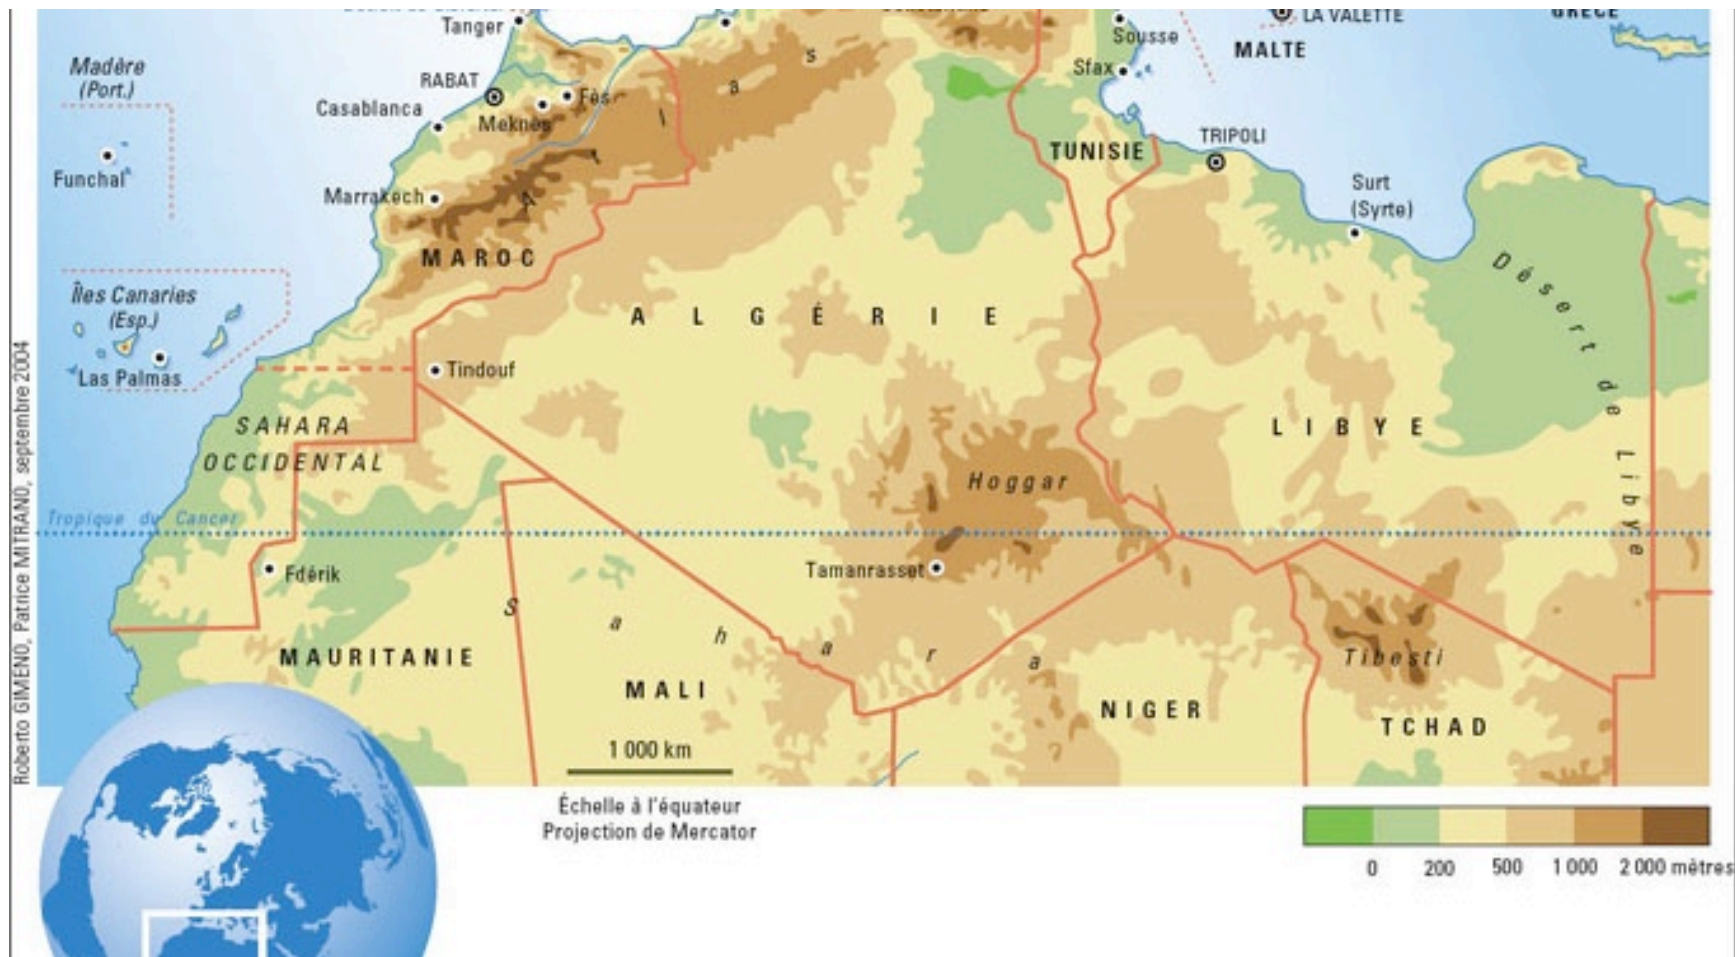 Tanger
LA VALETTE
Sousse
MALTE
Madère
(Port.)
Sfax
RABAT
Fès
Casablanca
Meknès
TRIPOLI
TUNISIE
Funchal
Surt
(Syrte)
Marrakech
Atlas
MAROC
Désert de Libye
Îles Canaries
(Esp.)
ALGÉRIE
Las Palmas
Tindouf
SAHARA
OCCIDENTAL
LIBYE
Hoggar
Tropique du Cancer
Fdérik
Tamanrasset
Sahara
MAURITANIE
MALI
Tibesti
NIGER
TCHAD
1 000 km
Échelle à l'équateur
Projection de Mercator
0 200 500 1 000 2 000 mètres
Roberto GIMENO, Patrice MITRANO, septembre 2004